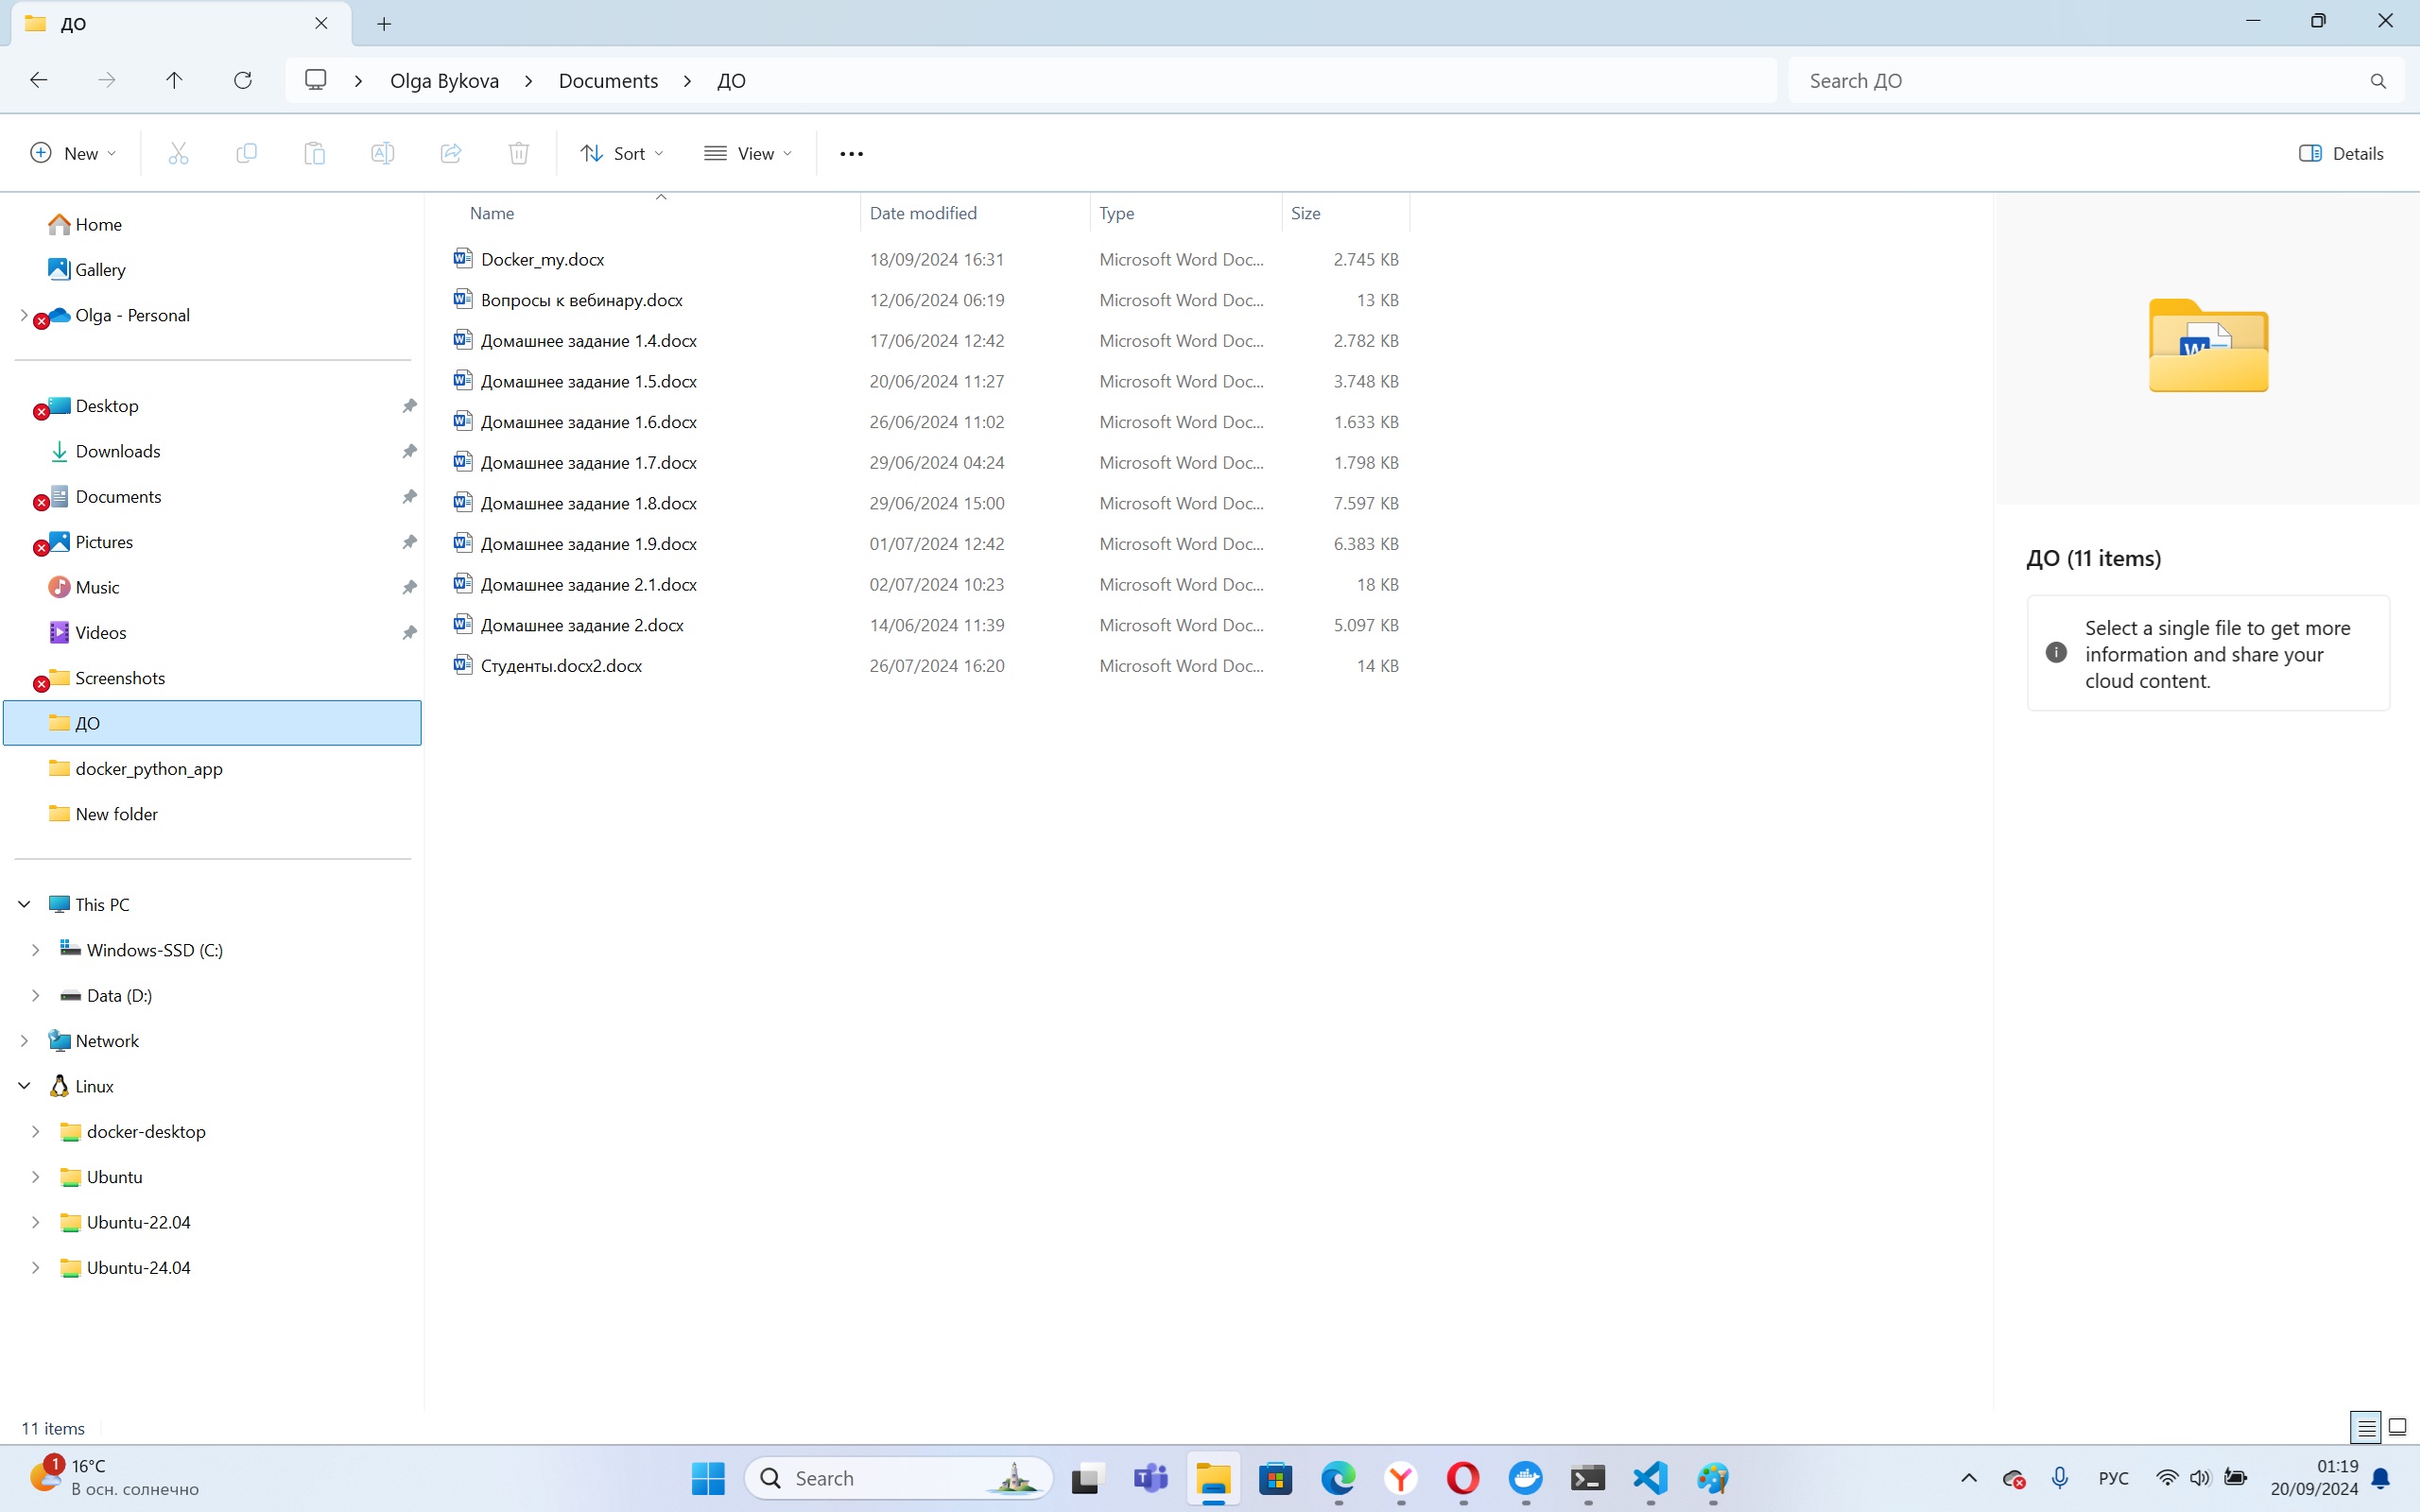 ДО
Olga Bykova
Documents
ДО
Search ДО
New
Sort
View
Details
Home
Gallery
Olga - Personal
Desktop
Downloads
Documents
Pictures
Music
Videos
Screenshots
ДО
docker_python_app
New folder
This PC
Windows-SSD (C:)
Data (D:)
Network
Linux
docker-desktop
Ubuntu
Ubuntu-22.04
Ubuntu-24.04
Name Date modified Type Size
Docker_my.docx 18/09/2024 16:31 Microsoft Word Doc... 2.745 KB
Вопросы к вебинару.docx 12/06/2024 06:19 Microsoft Word Doc... 13 KB
Домашнее задание 1.4.docx 17/06/2024 12:42 Microsoft Word Doc... 2.782 KB
Домашнее задание 1.5.docx 20/06/2024 11:27 Microsoft Word Doc... 3.748 KB
Домашнее задание 1.6.docx 26/06/2024 11:02 Microsoft Word Doc... 1.633 KB
Домашнее задание 1.7.docx 29/06/2024 04:24 Microsoft Word Doc... 1.798 KB
Домашнее задание 1.8.docx 29/06/2024 15:00 Microsoft Word Doc... 7.597 KB
Домашнее задание 1.9.docx 01/07/2024 12:42 Microsoft Word Doc... 6.383 KB
Домашнее задание 2.1.docx 02/07/2024 10:23 Microsoft Word Doc... 18 KB
Домашнее задание 2.docx 14/06/2024 11:39 Microsoft Word Doc... 5.097 KB
Студенты.docx2.docx 26/07/2024 16:20 Microsoft Word Doc... 14 KB
ДО (11 items)
Select a single file to get more
information and share your
cloud content.
11 items
1
16°C
В осн. солнечно
Search
РУС
01:19
20/09/2024